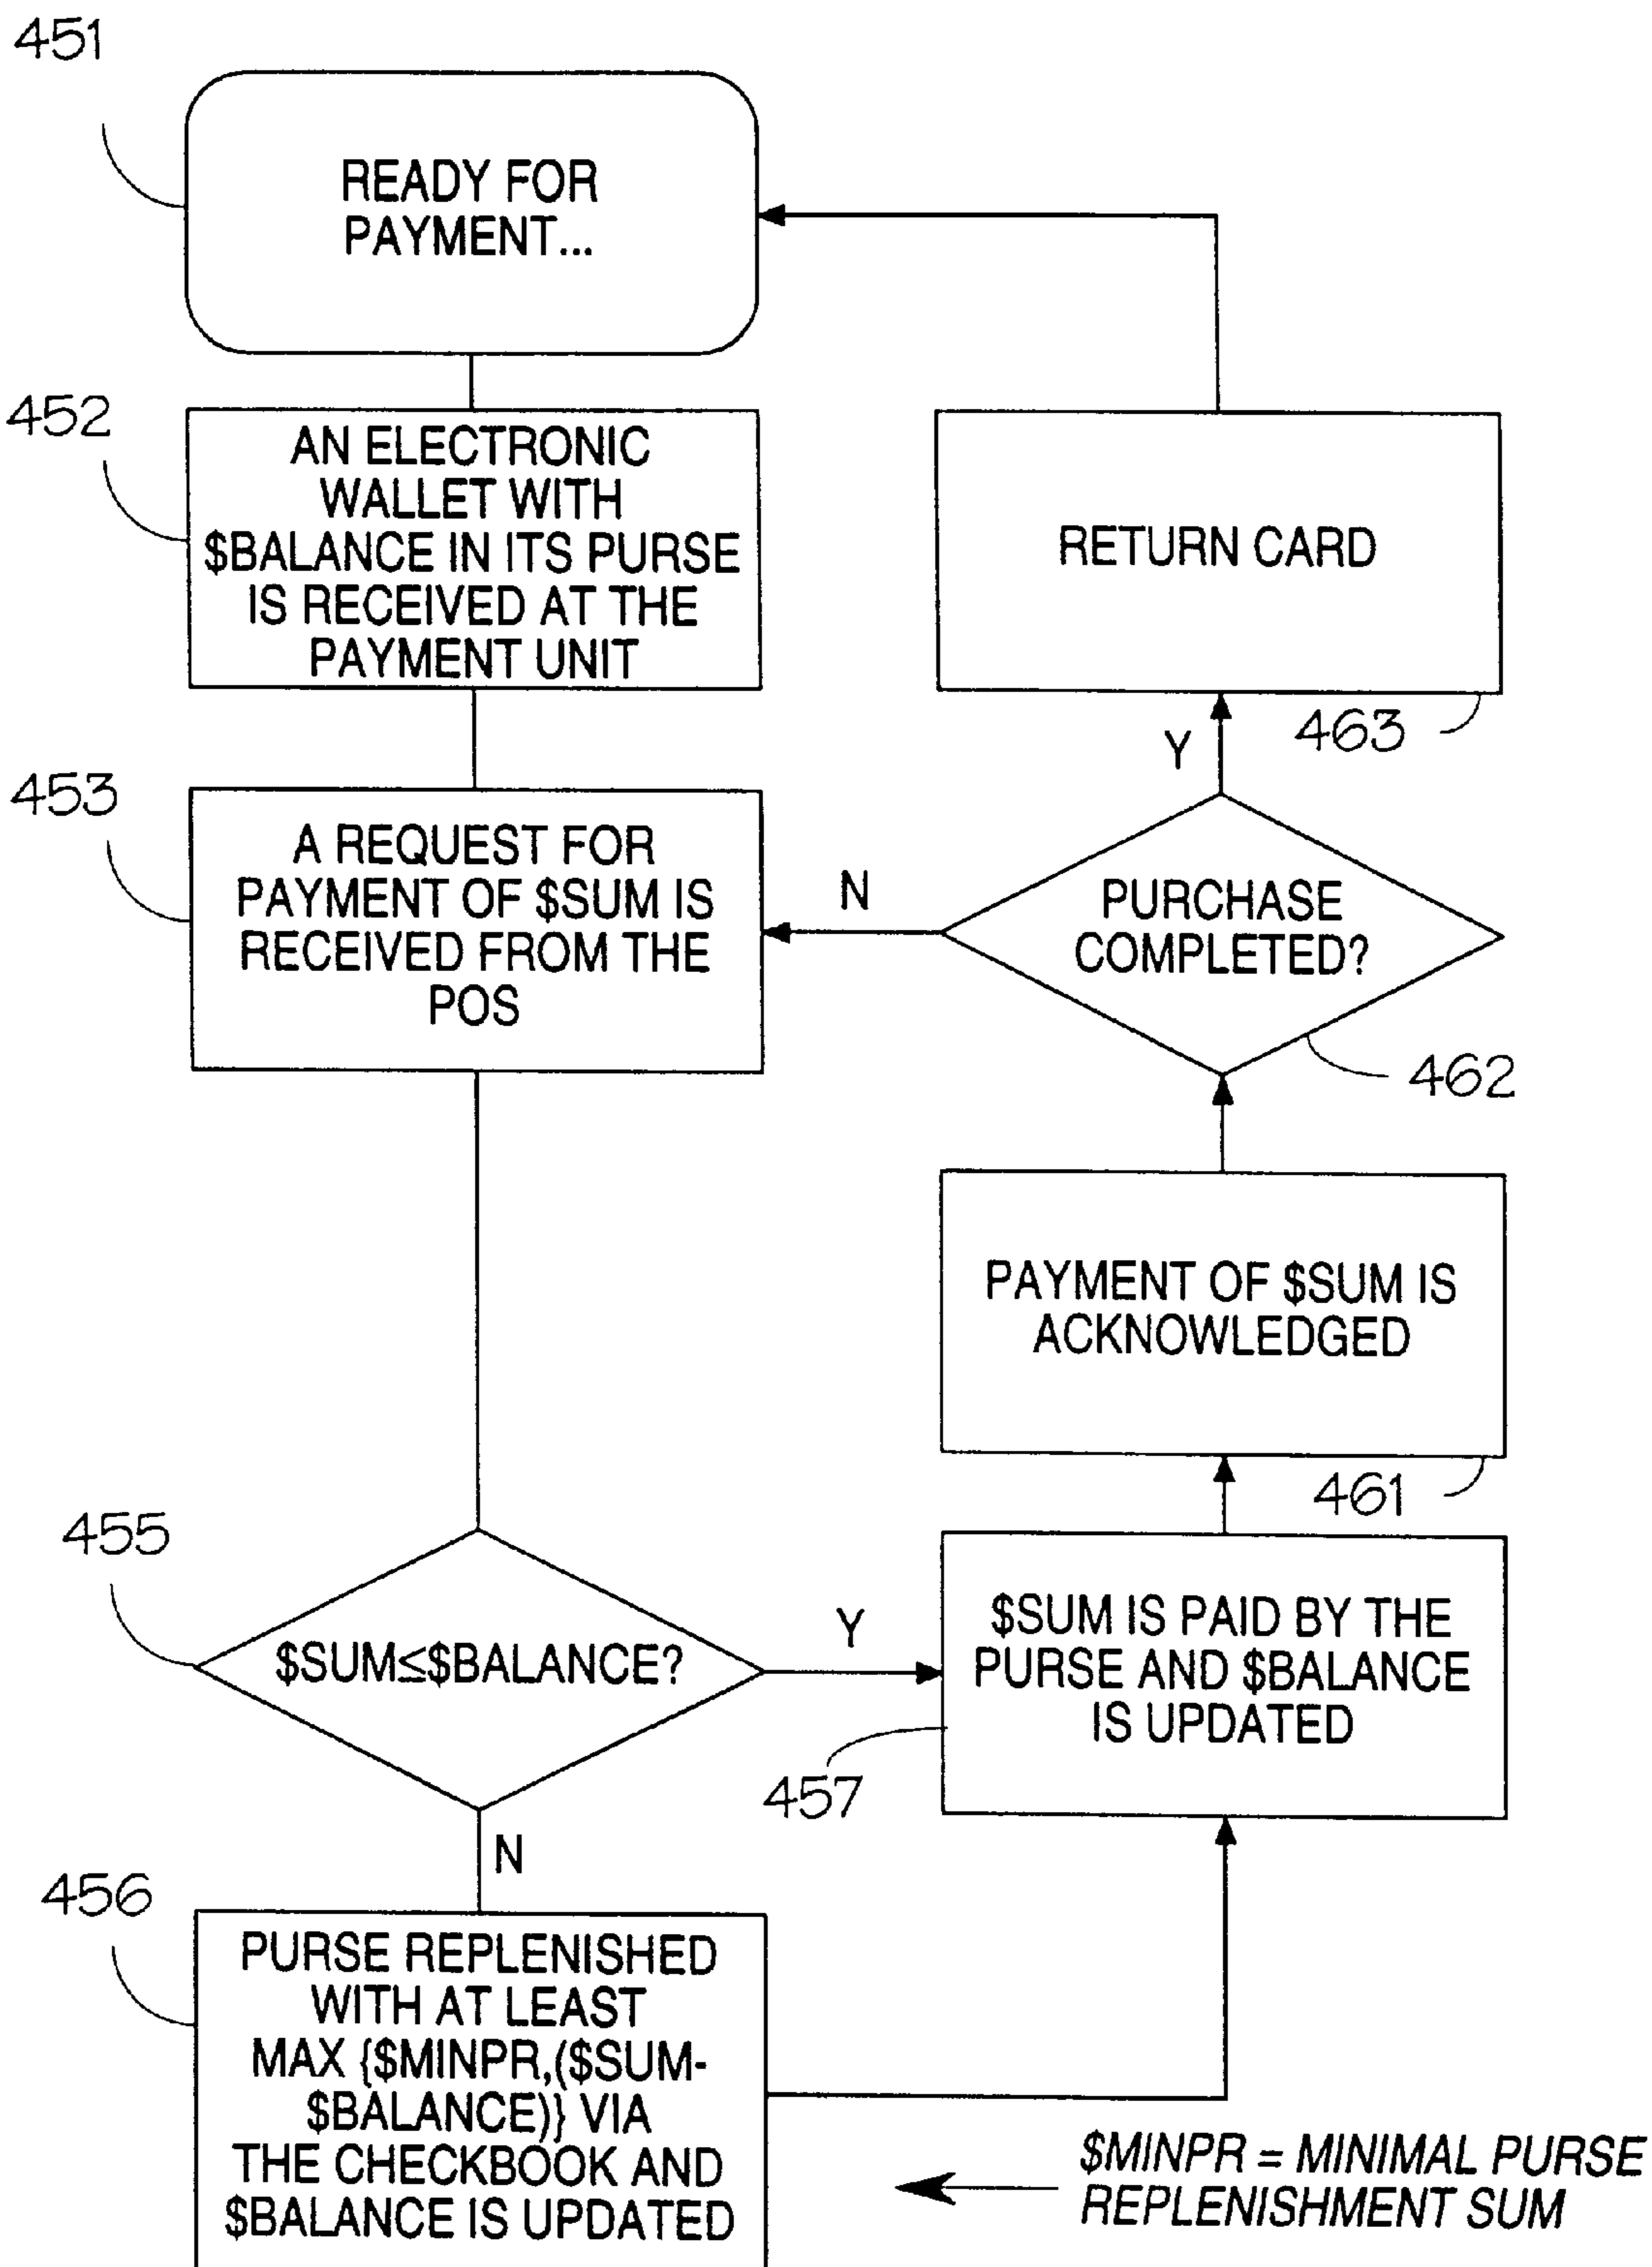 451
READY FOR
PAYMENT...
452
AN ELECTRONIC
WALLET WITH
$BALANCE IN ITS PURSE
IS RECEIVED AT THE
PAYMENT UNIT
RETURN CARD
463
Y
453
A REQUEST FOR
PAYMENT OF $SUM IS
RECEIVED FROM THE
POS
N
PURCHASE
COMPLETED?
462
PAYMENT OF $SUM IS
ACKNOWLEDGED
461
455
$SUM≤$BALANCE?
Y
$SUM IS PAID BY THE
PURSE AND $BALANCE
IS UPDATED
457
N
456
PURSE REPLENISHED
WITH AT LEAST
MAX {$MINPR,($SUM-
$BALANCE)} VIA
THE CHECKBOOK AND
$BALANCE IS UPDATED
$MINPR = MINIMAL PURSE
REPLENISHMENT SUM